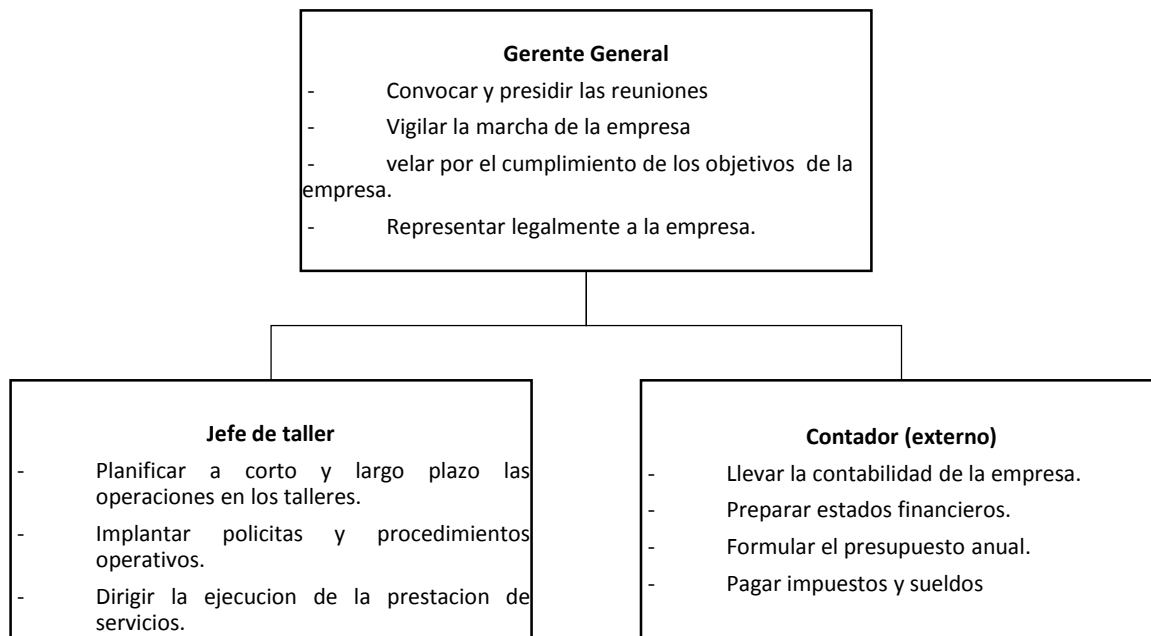 Gerente General
- Convocar y presidir las reuniones
- Vigilar la marcha de la empresa
- velar por el cumplimiento de los objetivos de la
empresa.
- Representar legalmente a la empresa.
Jefe de taller
- Planificar a corto y largo plazo las
operaciones en los talleres.
- Implantar policitas y procedimientos
operativos.
- Dirigir la ejecucion de la prestacion de
servicios.
Contador (externo)
- Llevar la contabilidad de la empresa.
- Preparar estados financieros.
- Formular el presupuesto anual.
- Pagar impuestos y sueldos